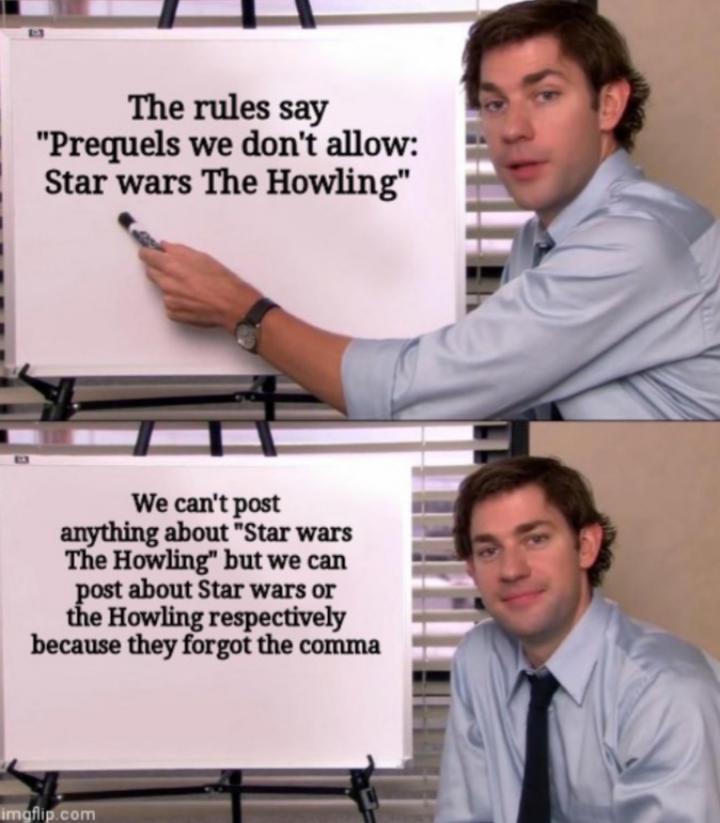 The rules say
"Prequels we don't allow:
Star wars The Howling"
We can't post
anything about "Star wars
The Howling" but we can
post about Star wars or
the Howling respectively
because they forgot the comma
imgflip.com